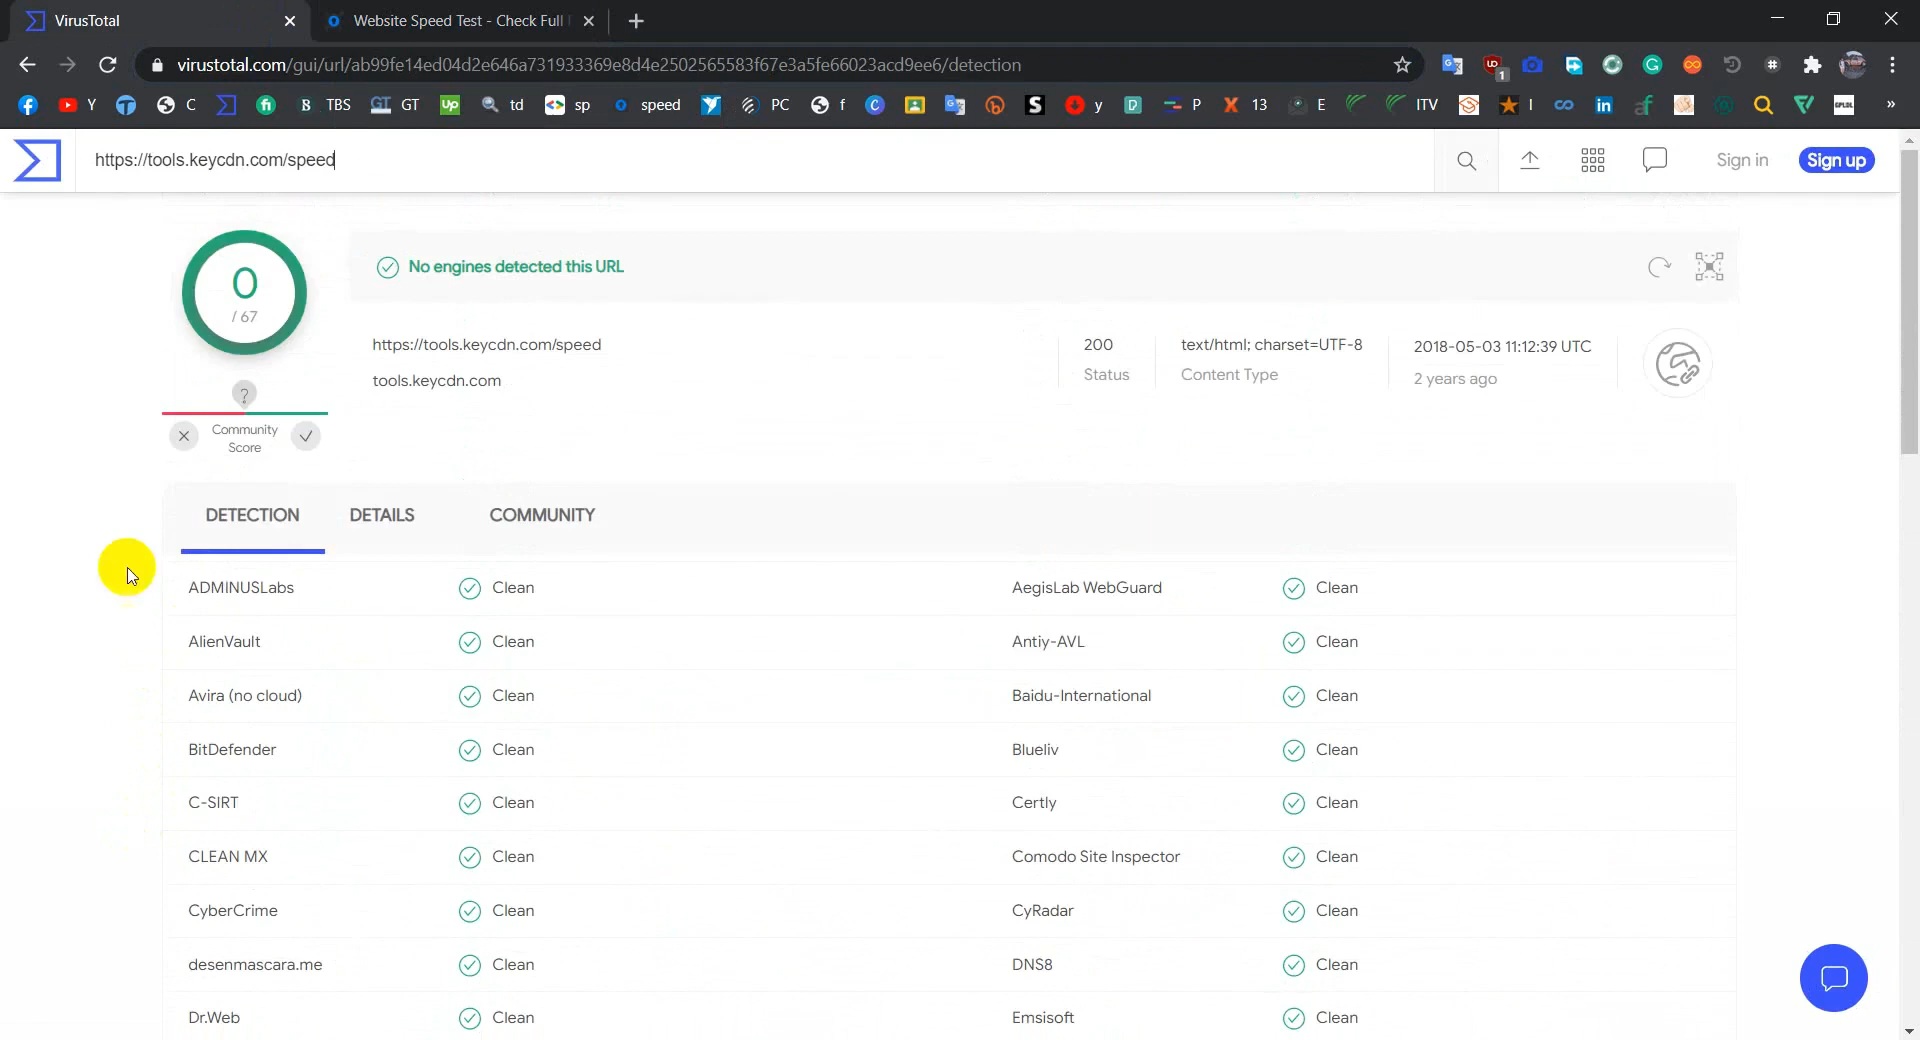 VirusTotal
Website Speed Test - Check Full
virustotal.com/gui/url/ab99fe14ed04d2e646a731933369e8d4e2502565583f67e3a5fe66023acd9ee6/detection
1
Y C TBS GT td sp speed PC f y P 13 E ITV I
https://tools.keycdn.com/speed
Sign in
Sign up
0
/ 67
No engines detected this URL
https://tools.keycdn.com/speed
tools.keycdn.com
200
Status
text/html; charset=UTF-8
Content Type
2018-05-03 11:12:39 UTC
2 years ago
?
Community
Score
DETECTION DETAILS COMMUNITY
ADMINUSLabs Clean AegisLab WebGuard Clean
AlienVault Clean Antiy-AVL Clean
Avira (no cloud) Clean Baidu-International Clean
BitDefender Clean Blueliv Clean
C-SIRT Clean Certly Clean
CLEAN MX Clean Comodo Site Inspector Clean
CyberCrime Clean CyRadar Clean
desenmascara.me Clean DNS8 Clean
Dr.Web Clean Emsisoft Clean